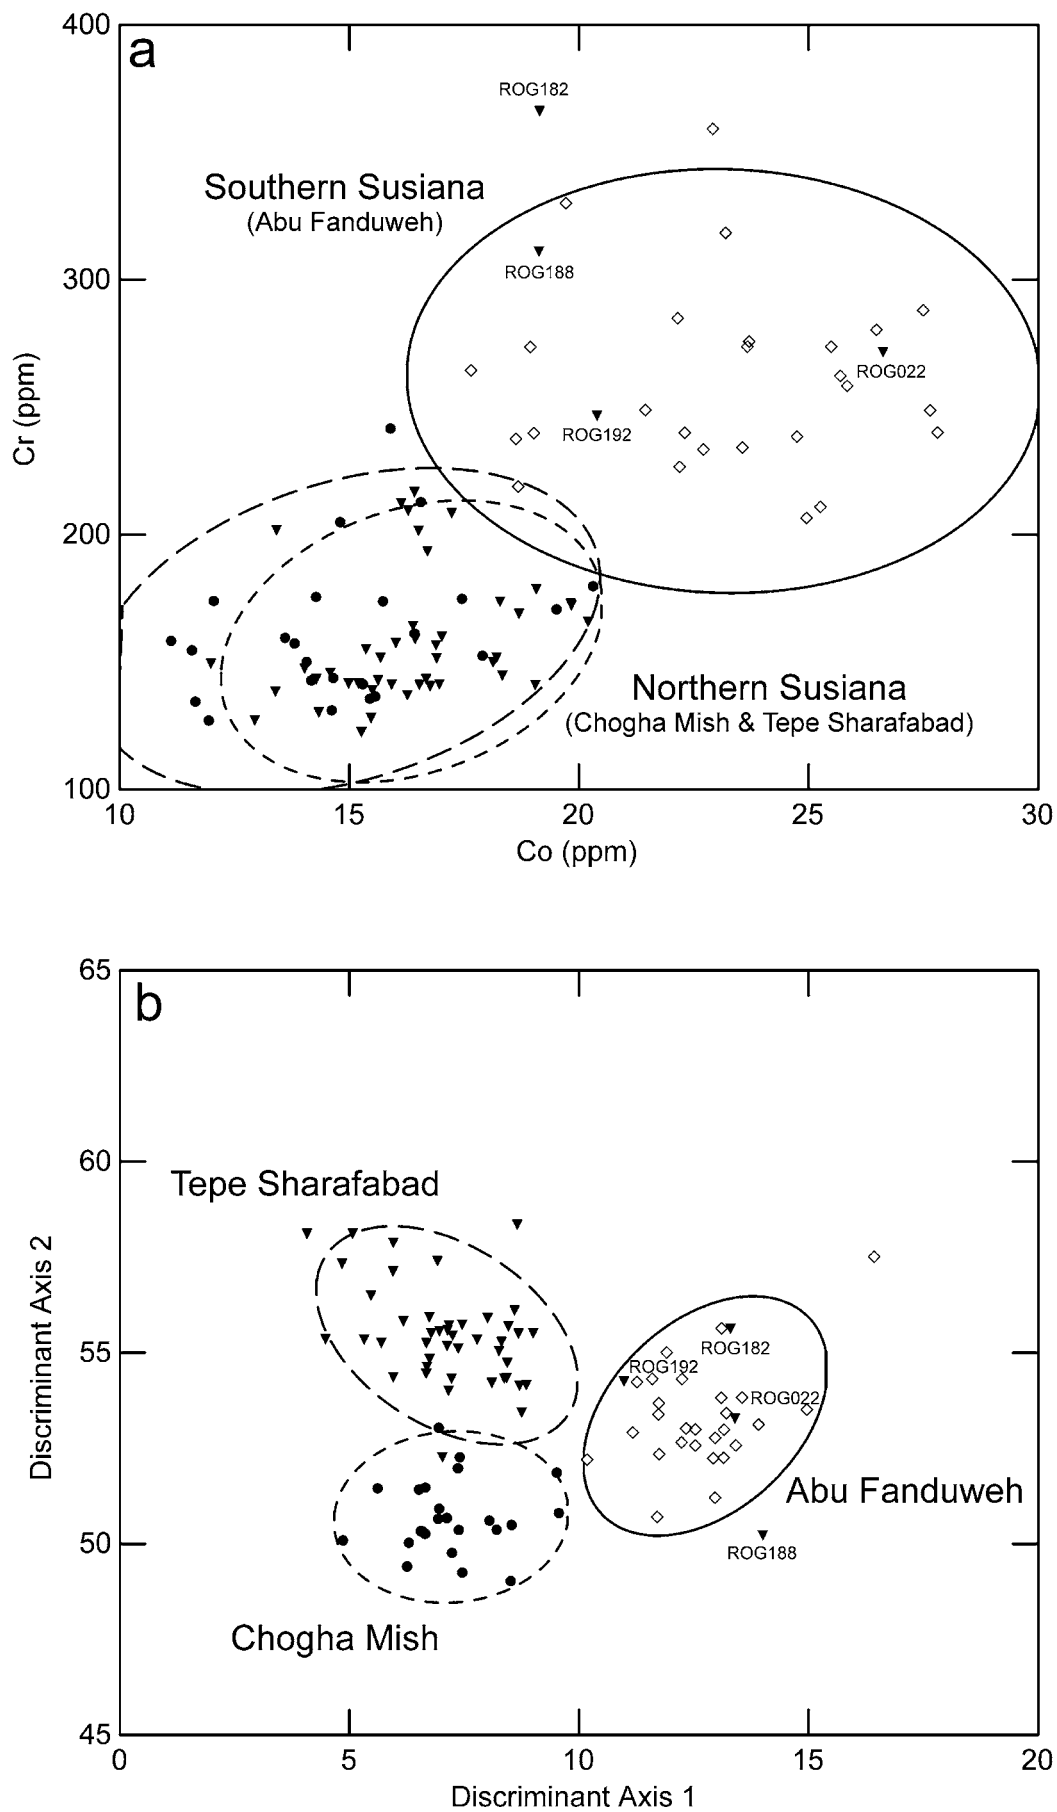 400
a
ROG182
Southern Susiana
(Abu Fanduweh)
ROG188
300
ROG022
Cr (ppm)
ROG192
200
Northern Susiana
(Chogha Mish & Tepe Sharafabad)
100
10 15 20 25 30
Co (ppm)
65
b
60
Tepe Sharafabad
Discriminant Axis 2
55
ROG182
ROG192
ROG022
Abu Fanduweh
50
ROG188
Chogha Mish
45
0 5 10 15 20
Discriminant Axis 1